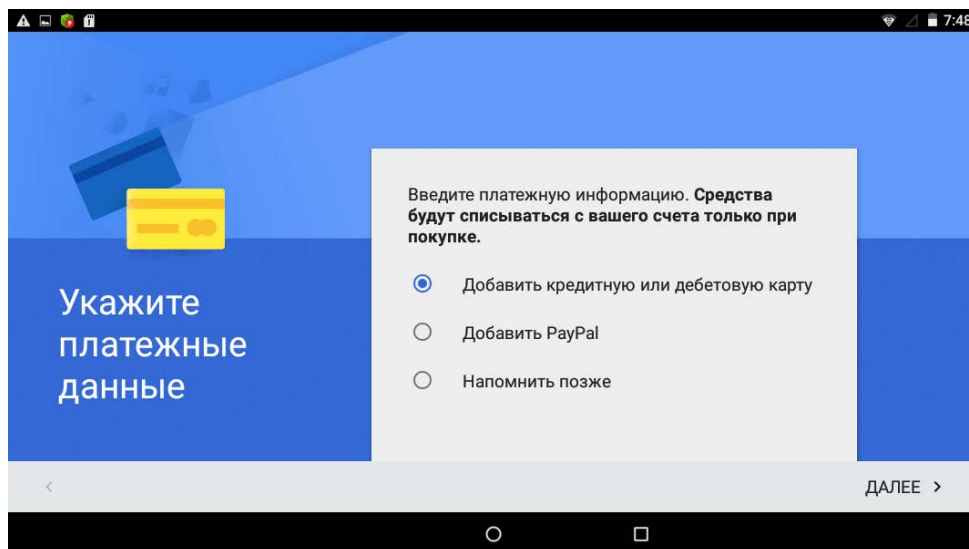 7:48
Укажите
платежные
данные
Введите платежную информацию. Средства
будут списываться с вашего счета только при
покупке.
Добавить кредитную или дебетовую карту
Добавить PayPal
Напомнить позже
ДАЛЕЕ